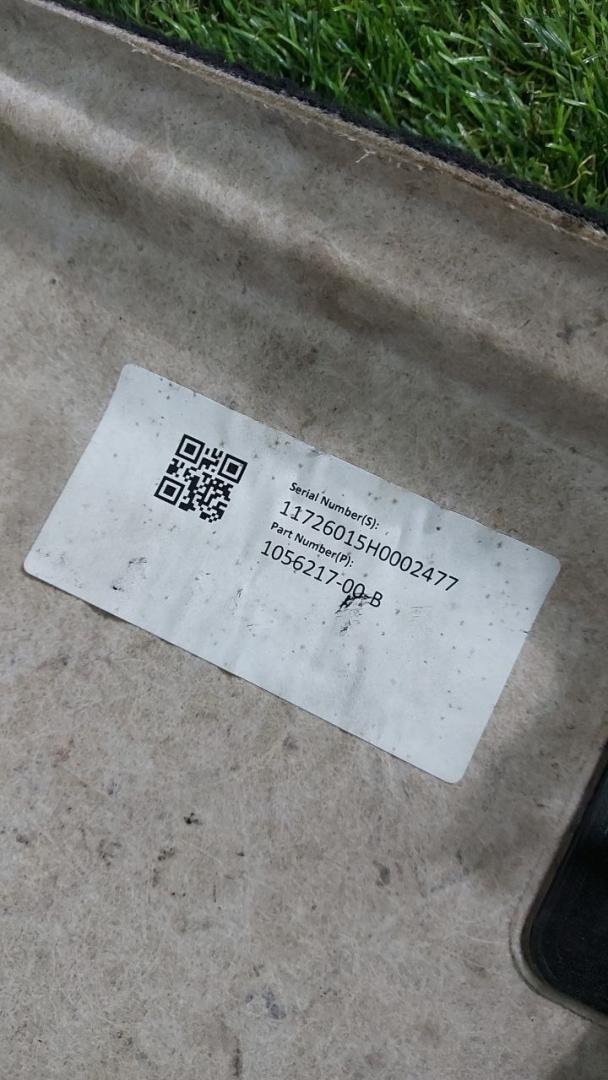 Serial Number(S):
11726015H0002477
Part Number(P):
1056217-00-B